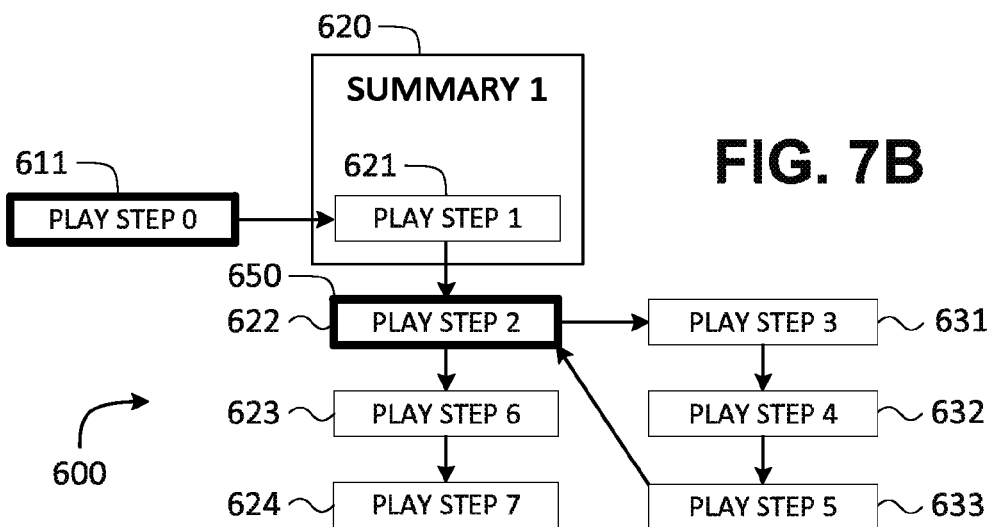 620
SUMMARY 1
FIG. 7B
611
621
PLAY STEP 0
PLAY STEP 1
650
622
PLAY STEP 2
PLAY STEP 3
631
623
PLAY STEP 6
PLAY STEP 4
632
600
624
PLAY STEP 7
PLAY STEP 5
633